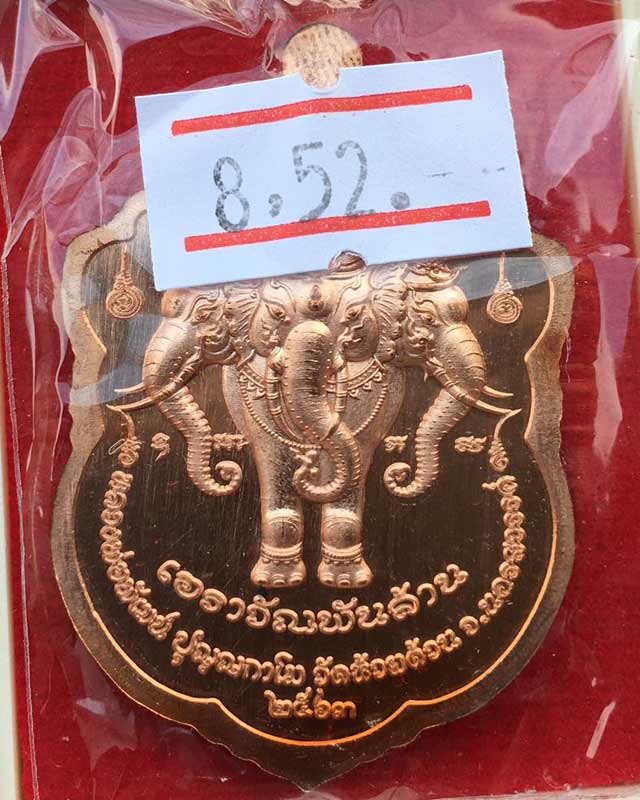 8,52.-
เอราวัณพันล้าน
หลวงพ่อพัฒน์ ปุญฺญกาโม วัดห้วยด้วน จ.นครสวรรค์
๒๕๖๓